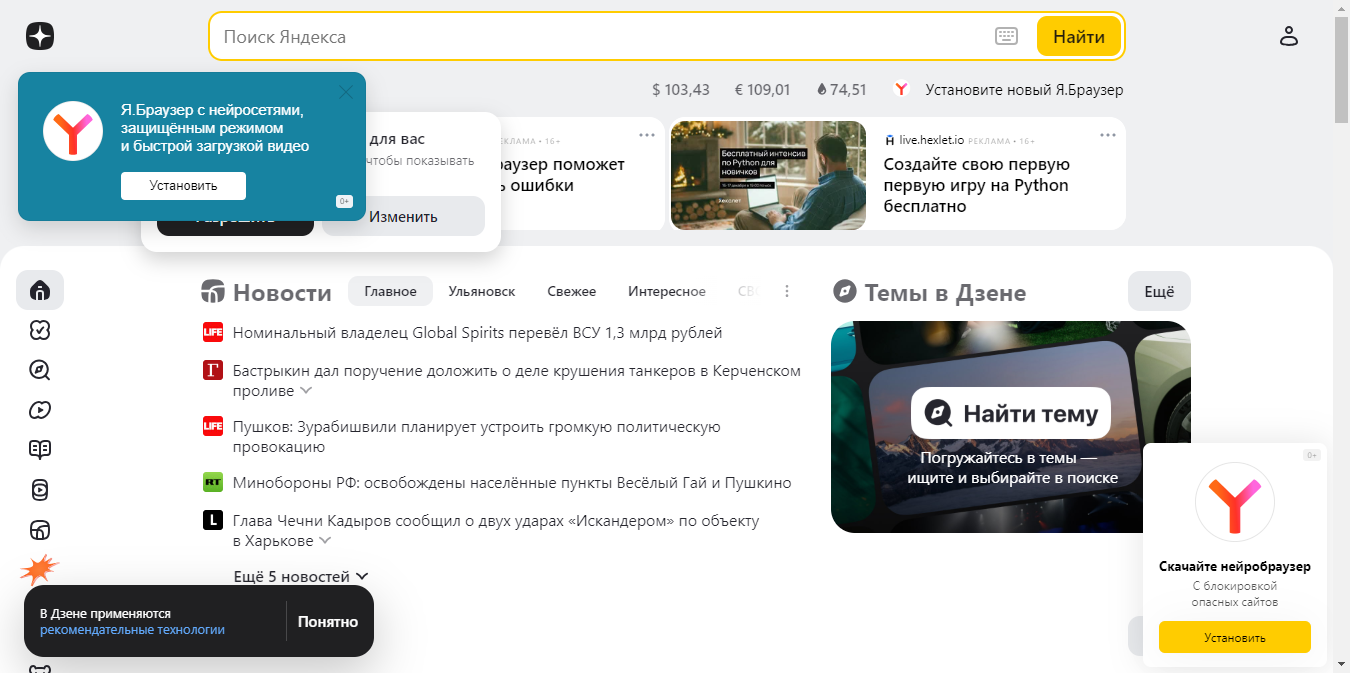 Поиск Яндекса
Найти
$ 103,43
€ 109,01
74,51
Установите новый Я.Браузер
Я.Браузер с нейросетями,
защищённым режимом
и быстрой загрузкой видео
Установить
0+
для вас
чтобы показывать
Изменить
РЕКЛАМА • 16+
поможет
ошибки
Бесплатный интенсив
по Python для
новичков
live.hexlet.io РЕКЛАМА • 16+
Создайте свою первую
первую игру на Python
бесплатно
Новости
Главное
Ульяновск
Свежее
Интересное
СВО
LIFE Номинальный владелец Global Spirits перевёл ВСУ 1,3 млрд рублей
Г Бастрыкин дал поручение доложить о деле крушения танкеров в Керченском
проливе
LIFE Пушков: Зурабишвили планирует устроить громкую политическую
провокацию
RT Минобороны РФ: освобождены населённые пункты Весёлый Гай и Пушкино
L Глава Чечни Кадыров сообщил о двух ударах «Искандером» по объекту
в Харькове
Ещё 5 новостей
Темы в Дзене
Ещё
Найти тему
Погружайтесь в темы —
ищите и выбирайте в поиске
В Дзене применяются
рекомендательные технологии
Понятно
0+
Скачайте нейробраузер
С блокировкой
опасных сайтов
Установить